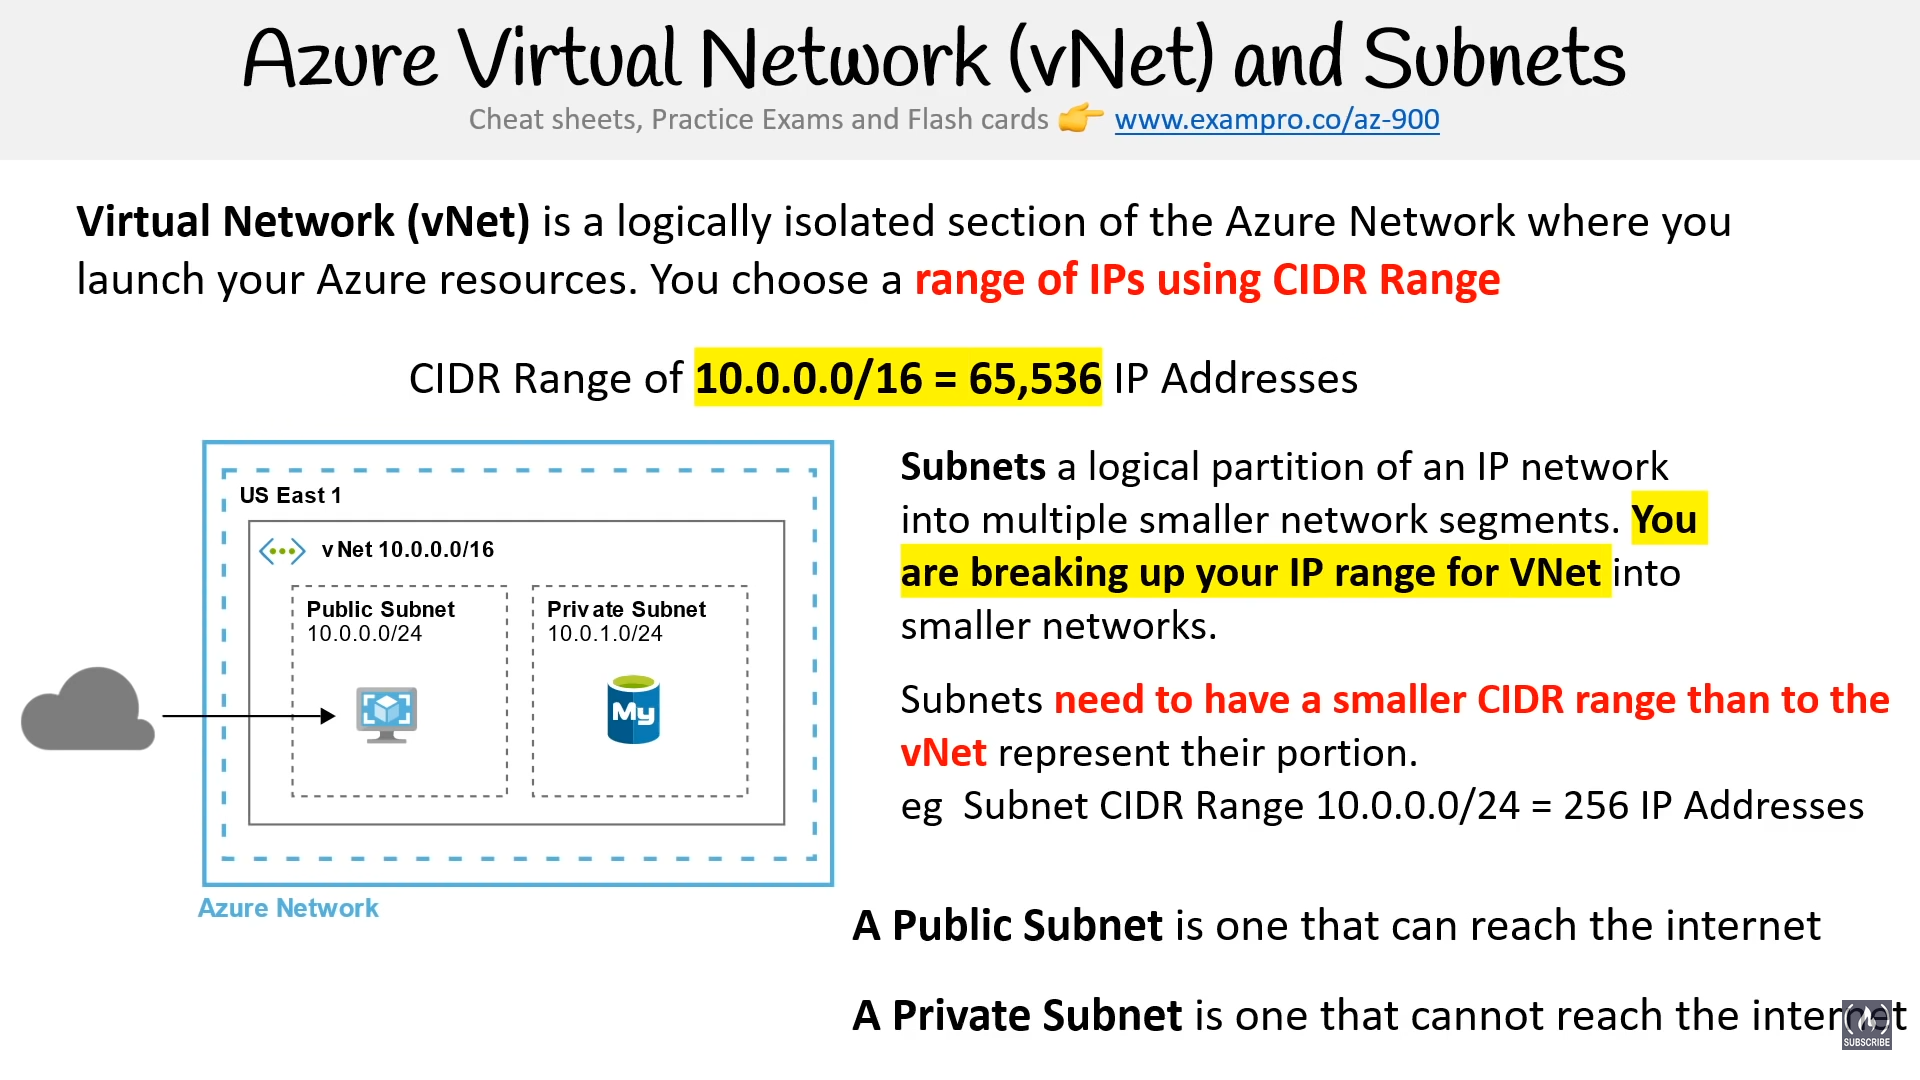 Azure Virtual Network (vNet) and Subnets
Cheat sheets, Practice Exams and Flash cards 👉 www.exampro.co/az-900
Virtual Network (vNet) is a logically isolated section of the Azure Network where you
launch your Azure resources. You choose a range of IPs using CIDR Range
CIDR Range of 10.0.0.0/16 = 65,536 IP Addresses
US East 1
vNet 10.0.0.0/16
Public Subnet
10.0.0.0/24
Private Subnet
10.0.1.0/24
My
Azure Network
Subnets a logical partition of an IP network
into multiple smaller network segments. You
are breaking up your IP range for VNet into
smaller networks.
Subnets need to have a smaller CIDR range than to the
vNet represent their portion.
eg Subnet CIDR Range 10.0.0.0/24 = 256 IP Addresses
A Public Subnet is one that can reach the internet
A Private Subnet is one that cannot reach the internet
SUBSCRIBE